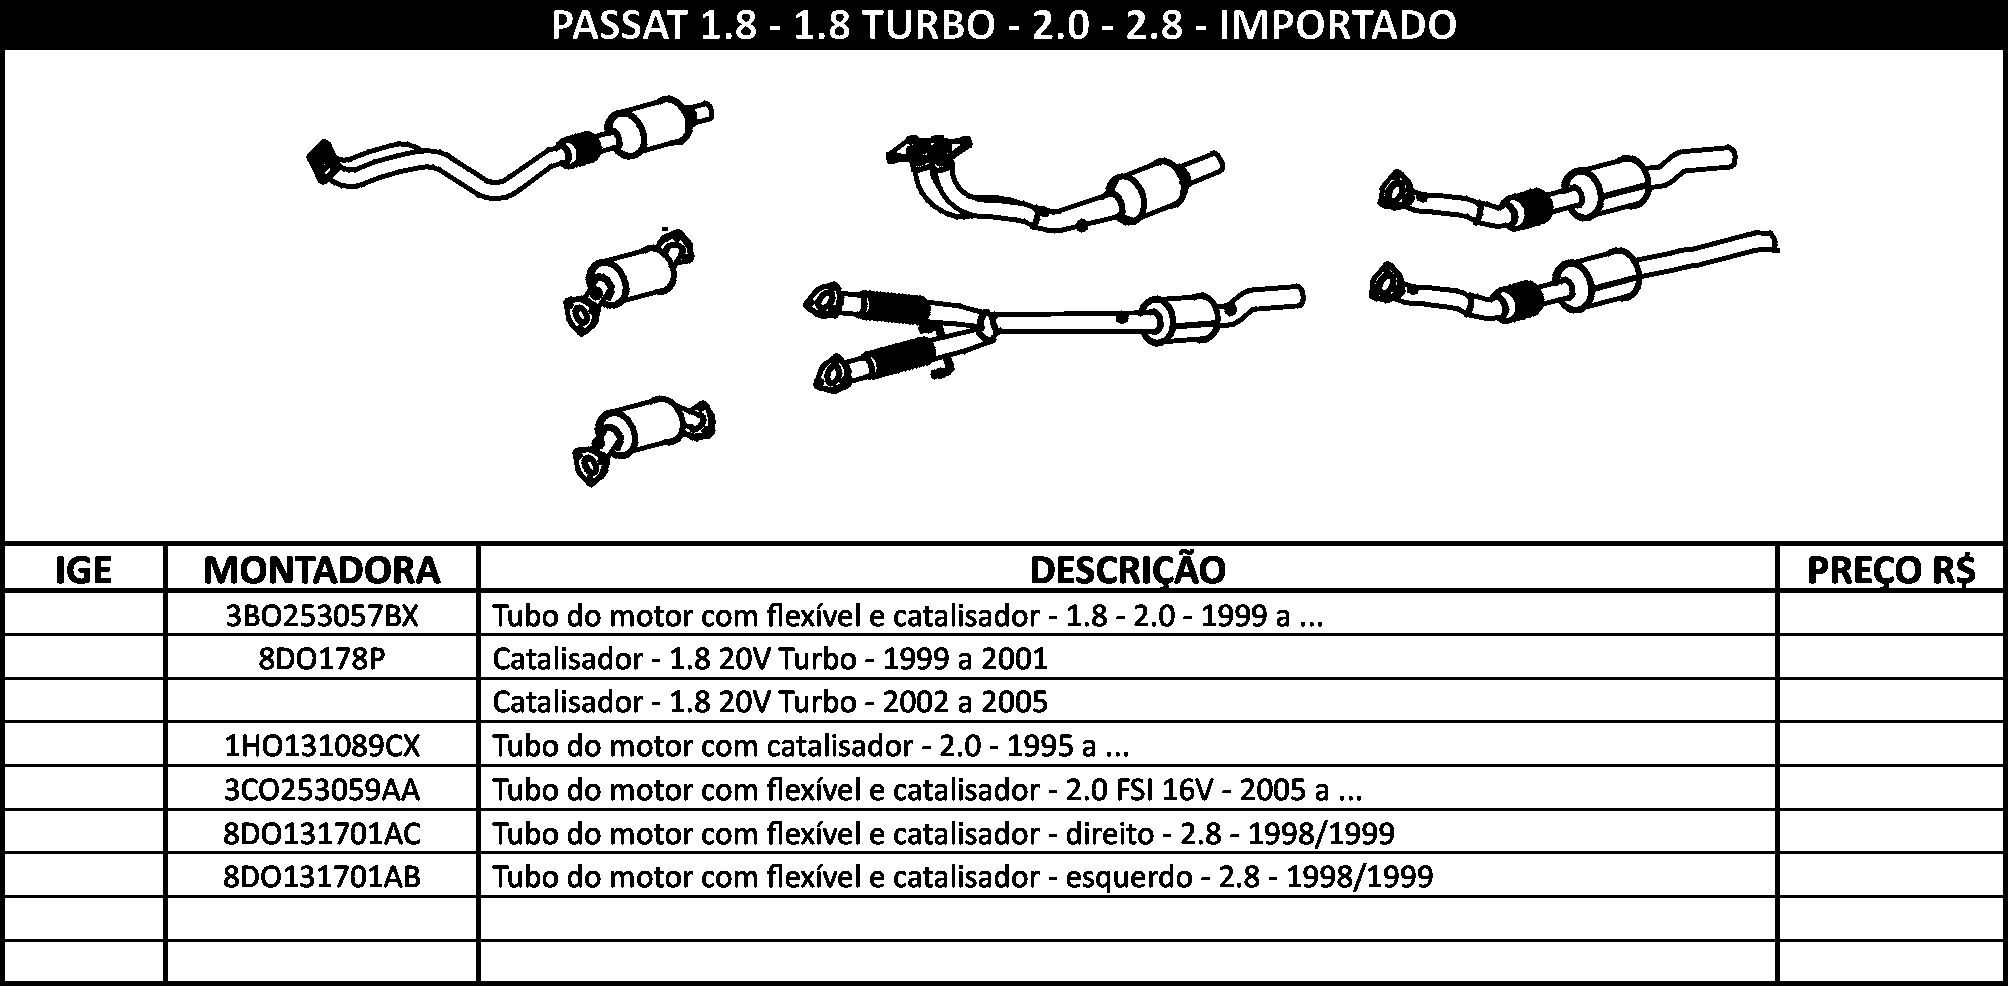 PASSAT 1.8 - 1.8 TURBO - 2.0 - 2.8 - IMPORTADO
IGE MONTADORA DESCRIÇÃO PREÇO R$
3BO253057BX Tubo do motor com flexível e catalisador - 1.8 - 2.0 - 1999 a ...
8DO178P Catalisador - 1.8 20V Turbo - 1999 a 2001
Catalisador - 1.8 20V Turbo - 2002 a 2005
1HO131089CX Tubo do motor com catalisador - 2.0 - 1995 a ...
3CO253059AA Tubo do motor com flexível e catalisador - 2.0 FSI 16V - 2005 a ...
8DO131701AC Tubo do motor com flexível e catalisador - direito - 2.8 - 1998/1999
8DO131701AB Tubo do motor com flexível e catalisador - esquerdo - 2.8 - 1998/1999